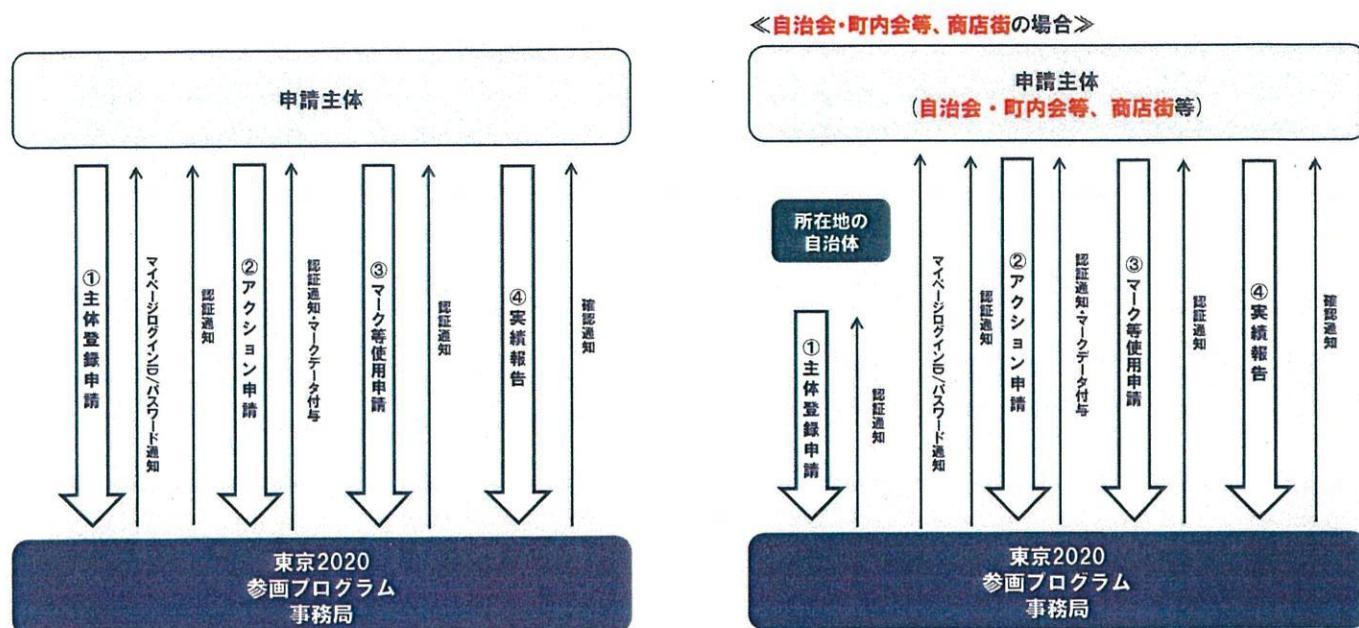 申請主体
①主体登録申請
マイページログインID/パスワード通知
認証通知
②アクション申請
認証通知・マークデータ付与
③マーク等使用申請
認証通知
④実績報告
確認通知
東京2020
参画プログラム
事務局
≪自治会・町内会等、商店街の場合≫
申請主体
(自治会・町内会等、商店街等)
所在地の
自治体
①主体登録申請
認証通知
マイページログインID/パスワード通知
認証通知
②アクション申請
認証通知・マークデータ付与
③マーク等使用申請
認証通知
④実績報告
確認通知
東京2020
参画プログラム
事務局